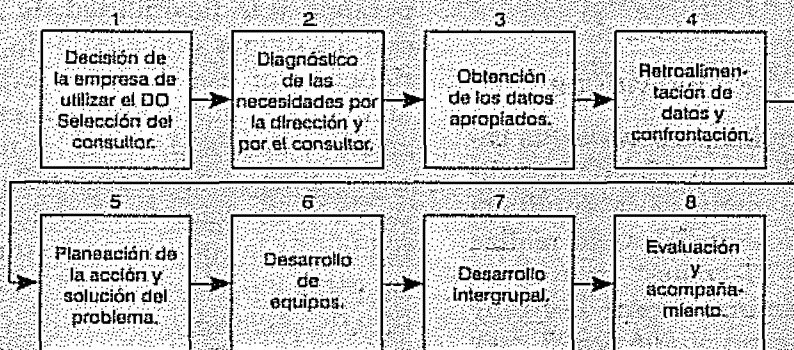 1
Decisión de
la empresa de
utilizar el DO
Selección del
consultor.
2
Diagnóstico
de las
necesidades por
la dirección y
por el consultor.
3
Obtención
de los datos
apropiados.
4
Retroalimen-
tación de
datos y
confrontación.
5
Planeación de
la acción y
solución del
problema.
6
Desarrollo
de
equipos.
7
Desarrollo
intergrupal.
8
Evaluación
y
acompaña-
miento.